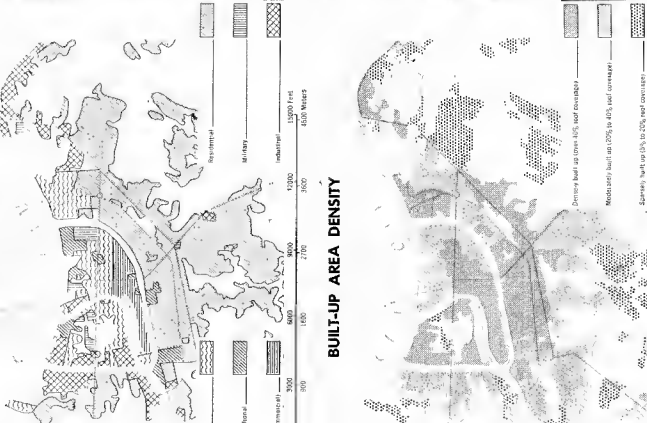 Residential
Military
Industrial
onal
mmercial)
3000
6000
9000
12000
15000 Feet
900
1800
2700
3600
4500 Meters
BUILT-UP AREA DENSITY
Densely built up (over 40% roof coverage)
Moderately built up (20% to 40% roof coverage)
Sparsely built up (5% to 20% roof coverage)